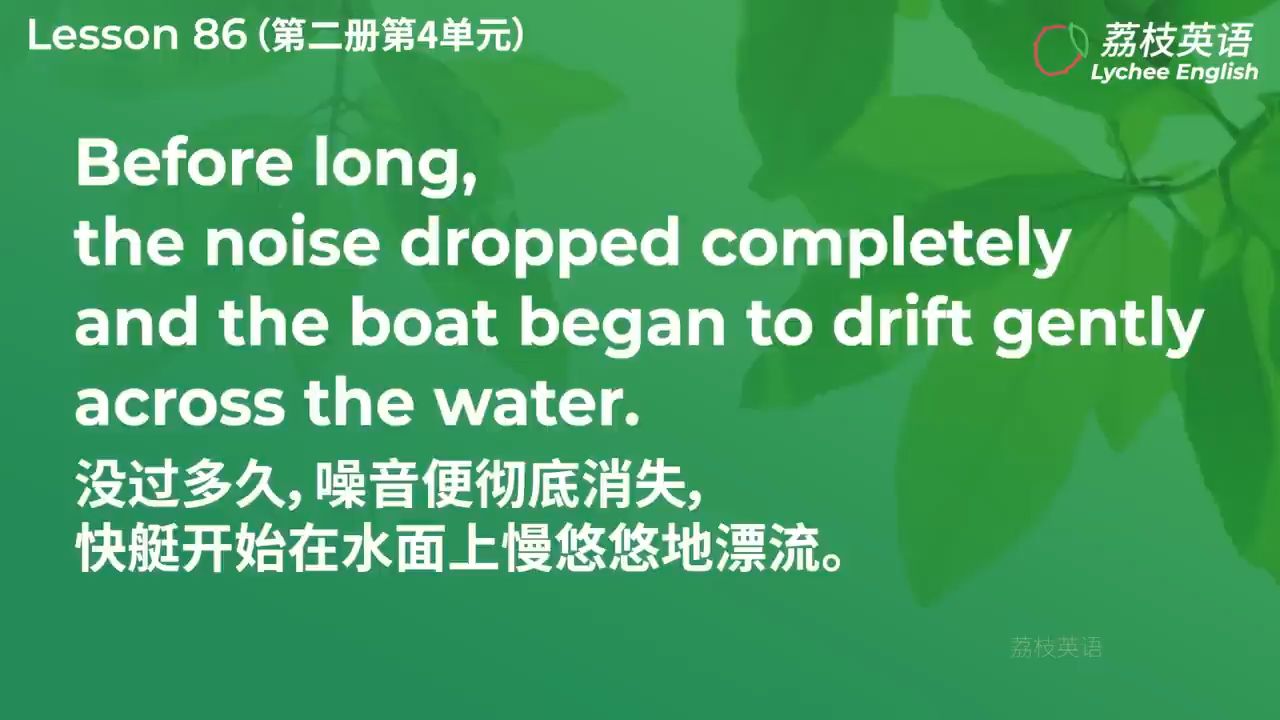 Lesson 86 (第二册第4单元)
荔枝英语
Lychee English
Before long,
the noise dropped completely
and the boat began to drift gently
across the water.
没过多久, 噪音便彻底消失,
快艇开始在水面上慢悠悠地漂流。
荔枝英语